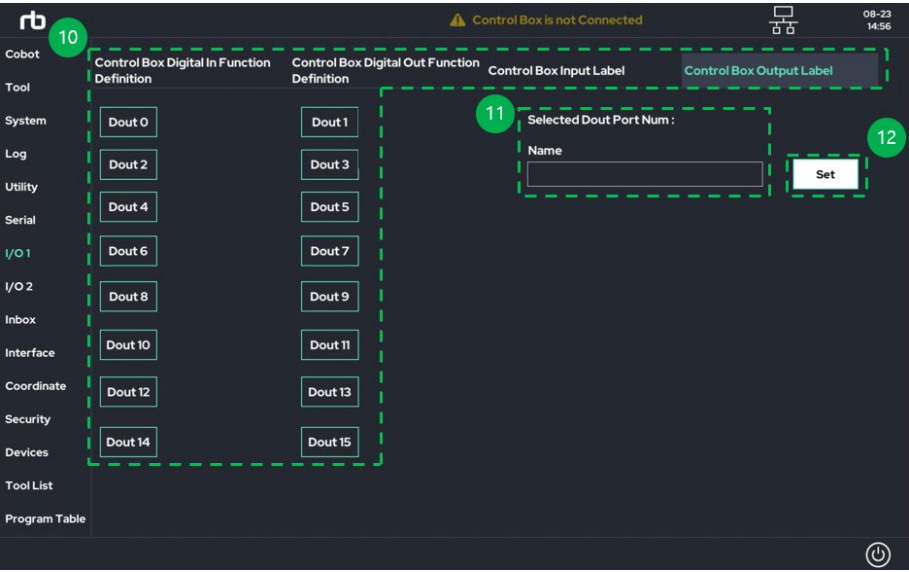 rb
Control Box is not Connected
08-23
14:56
10
Cobot
Tool
System
Log
Utility
Serial
I/O 1
I/O 2
Inbox
Interface
Coordinate
Security
Devices
Tool List
Program Table
Control Box Digital In Function
Definition
Control Box Digital Out Function
Definition
Control Box Input Label
Control Box Output Label
Dout 0
Dout 1
Dout 2
Dout 3
Dout 4
Dout 5
Dout 6
Dout 7
Dout 8
Dout 9
Dout 10
Dout 11
Dout 12
Dout 13
Dout 14
Dout 15
11
Selected Dout Port Num :
Name
12
Set